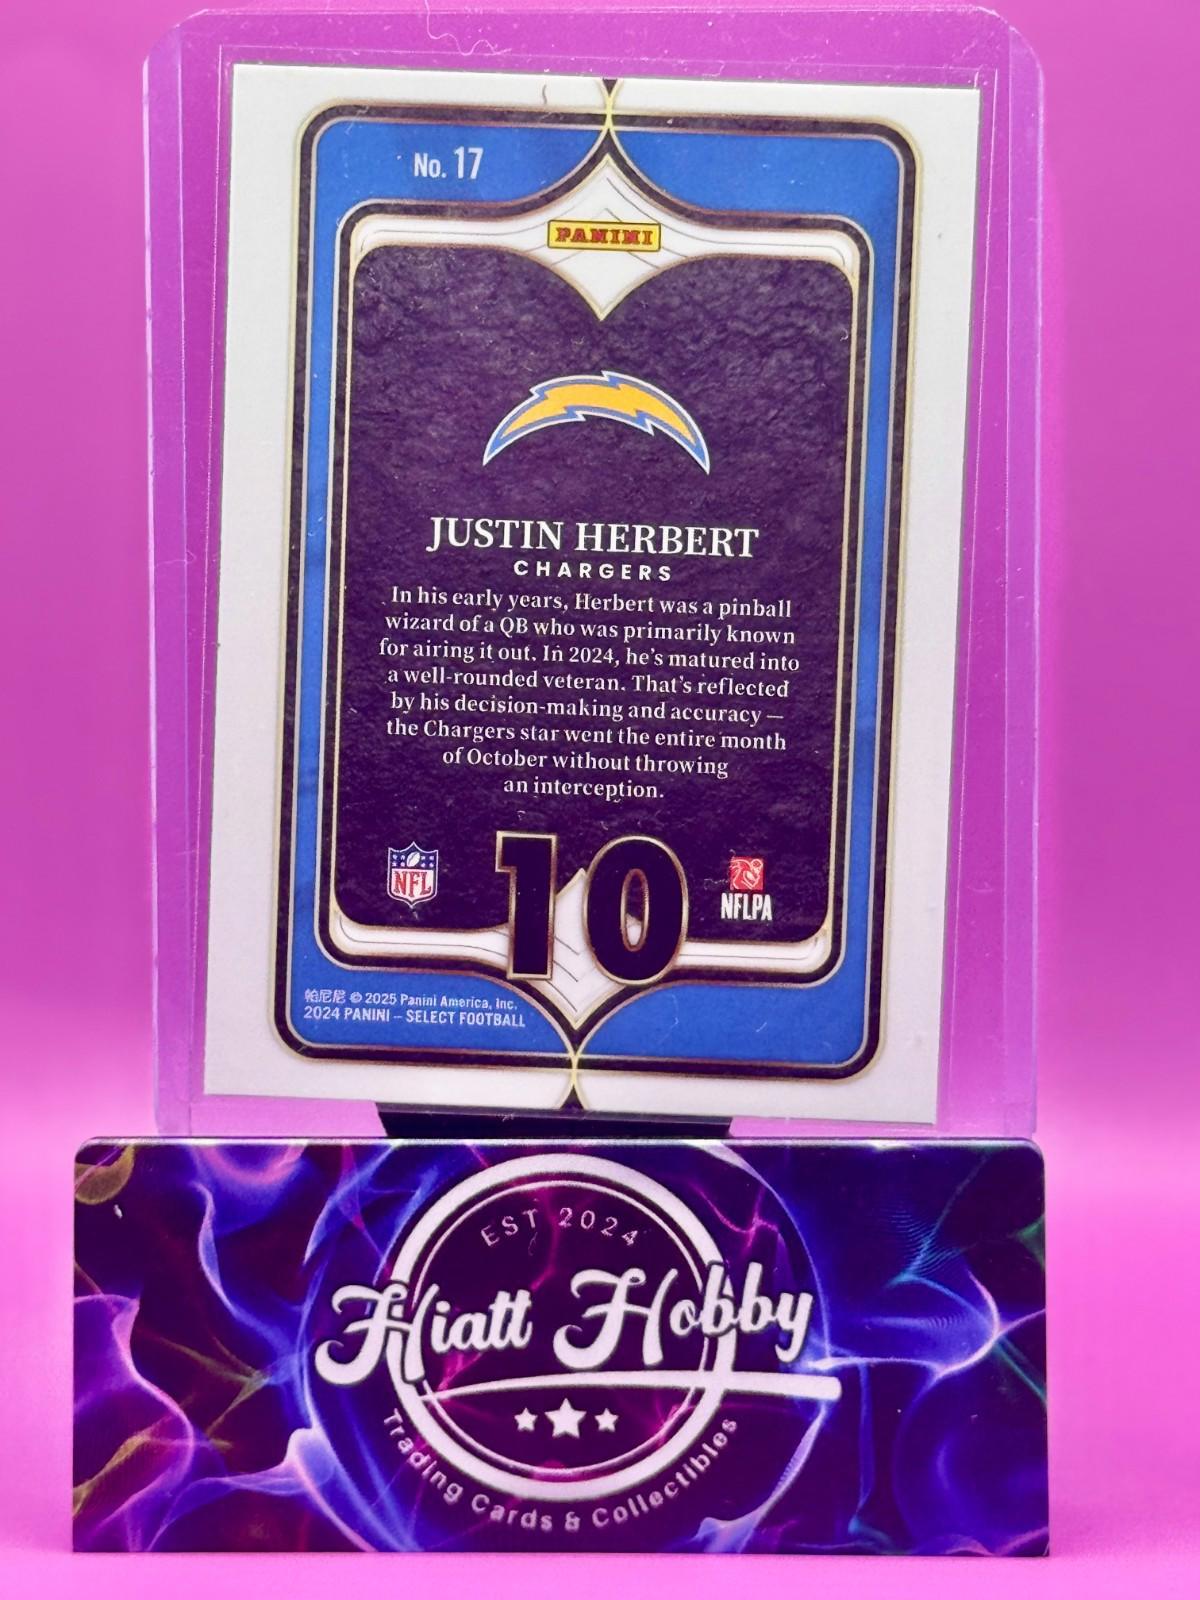 No. 17
PANINI
JUSTIN HERBERT
CHARGERS
In his early years, Herbert was a pinball
wizard of a QB who was primarily known
for airing it out. In 2024, he's matured into
a well-rounded veteran. That's reflected
by his decision-making and accuracy —
the Chargers star went the entire month
of October without throwing
an interception.
NFL
10
NFLPA
帕尼尼 © 2025 Panini America, Inc.
2024 PANINI – SELECT FOOTBALL
EST 2024
Hiatt Hobby
Trading Cards & Collectibles